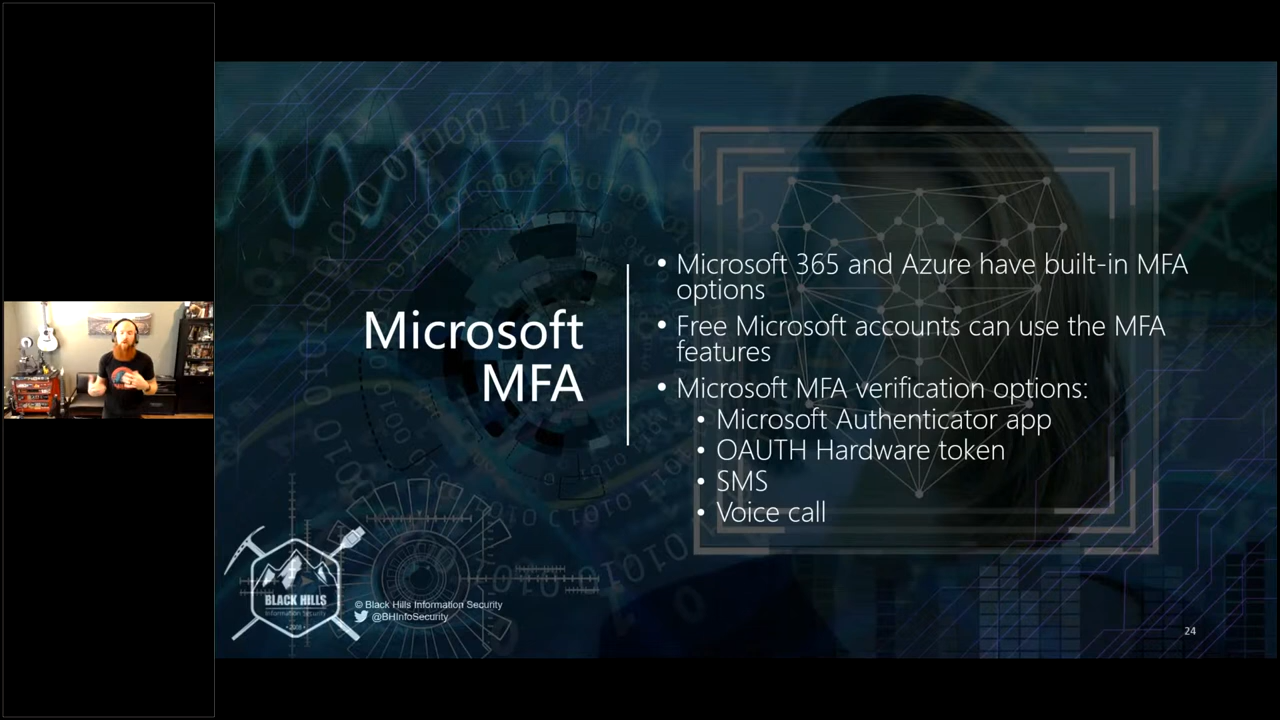 Microsoft
MFA
• Microsoft 365 and Azure have built-in MFA
options
• Free Microsoft accounts can use the MFA
features
• Microsoft MFA verification options:
• Microsoft Authenticator app
• OAUTH Hardware token
• SMS
• Voice call
BLACK HILLS
Information Security
• 2008 •
© Black Hills Information Security
@BHInfoSecurity
24